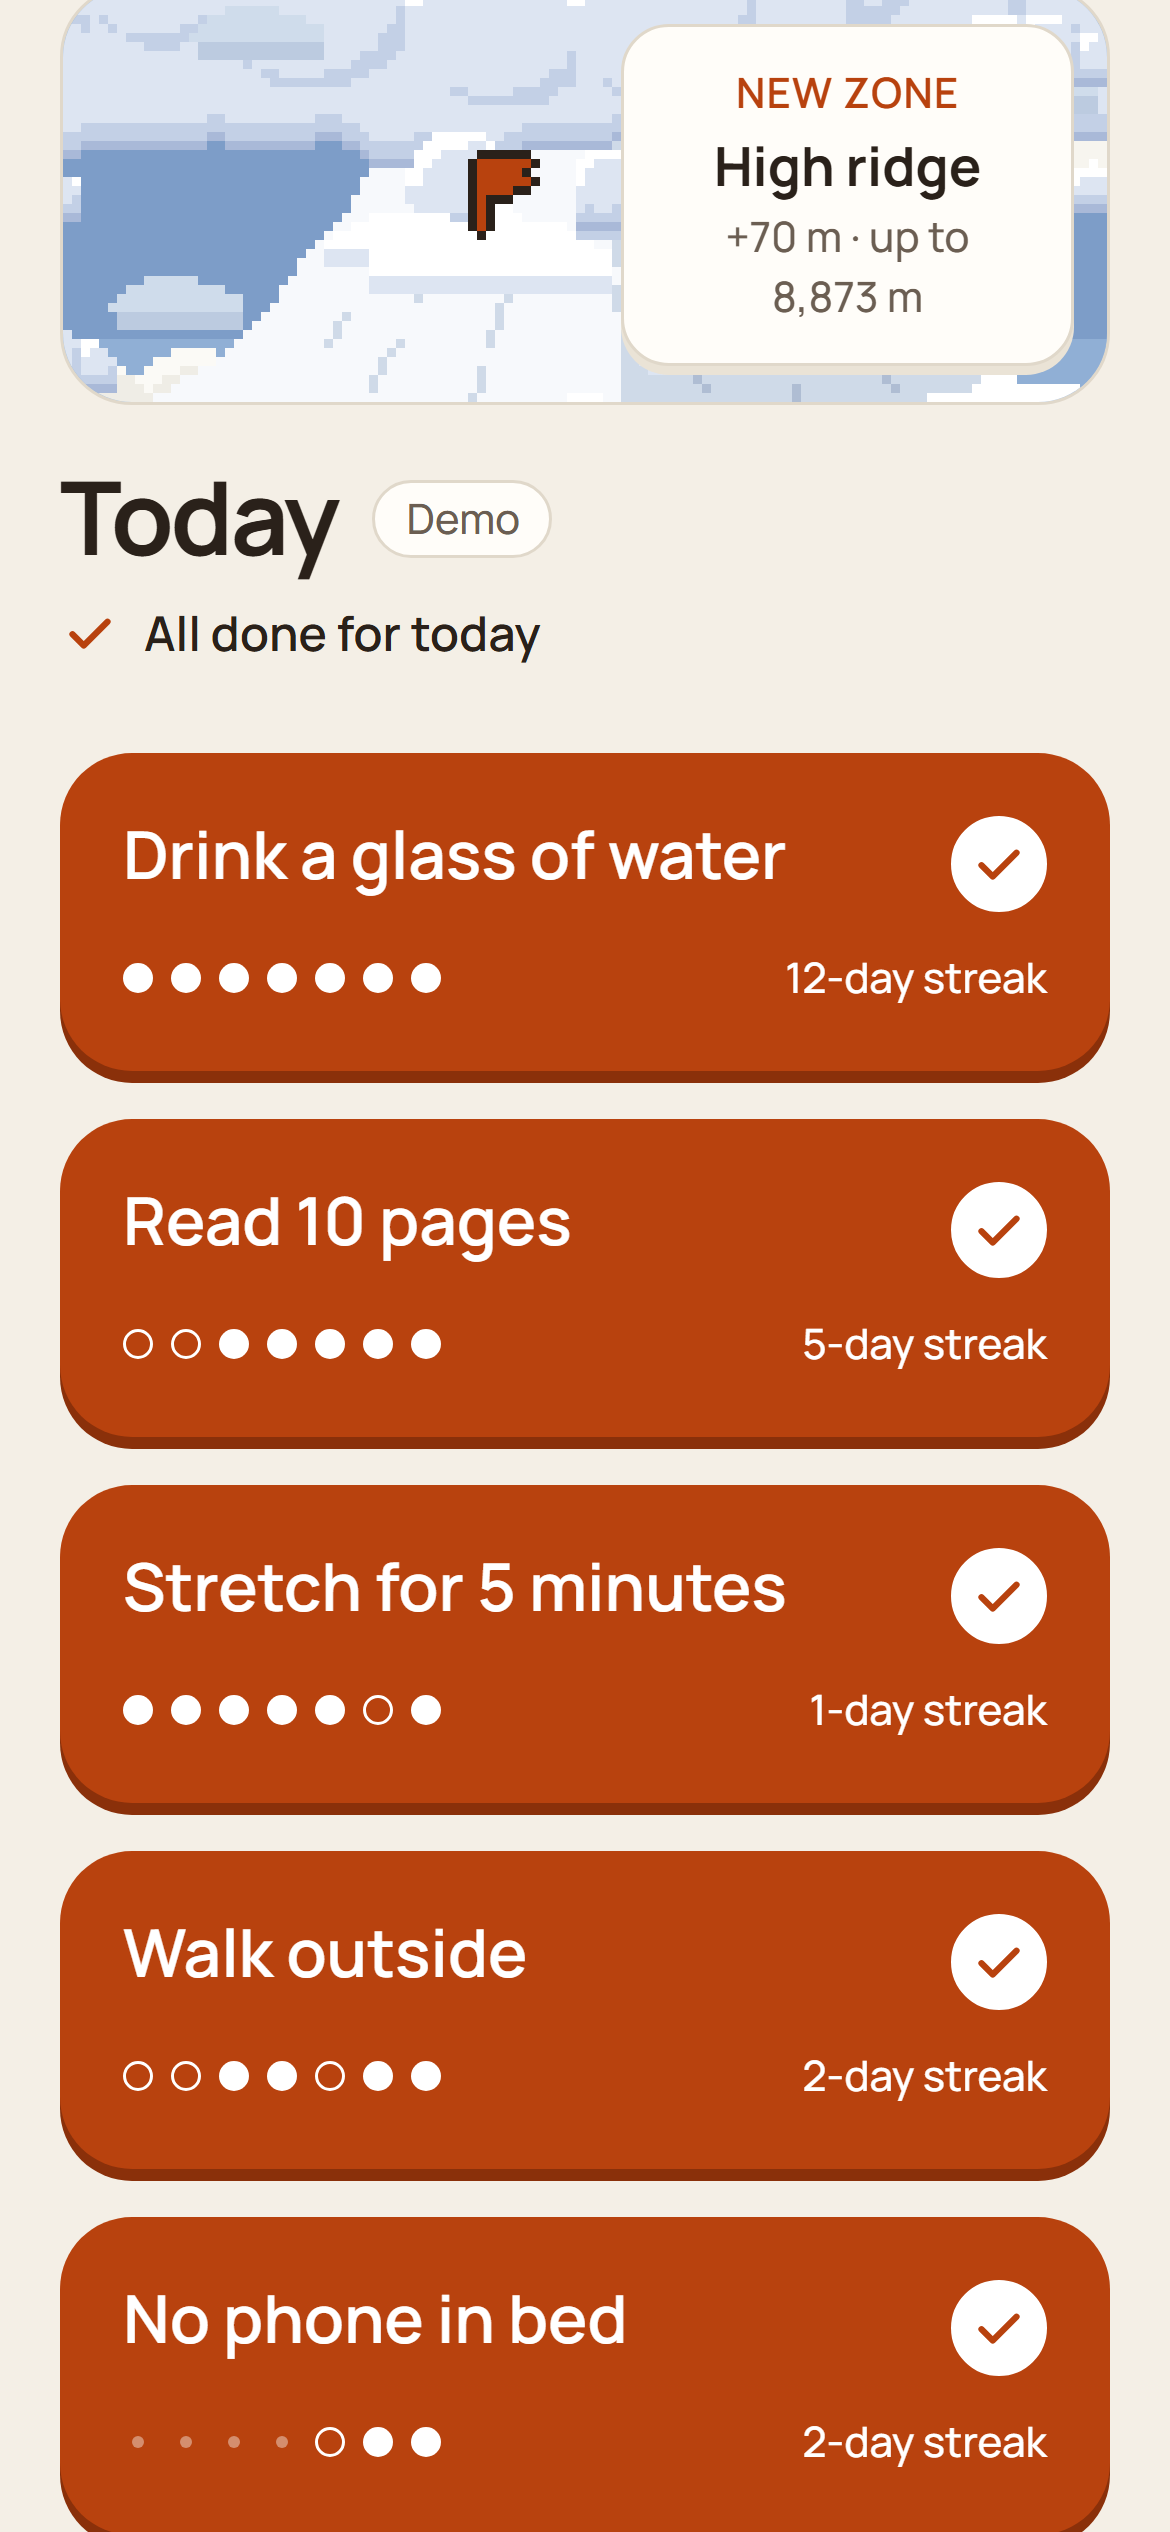 NEW ZONE
High ridge
+70 m · up to
8,873 m
Today
Demo
All done for today
Drink a glass of water
12-day streak
Read 10 pages
5-day streak
Stretch for 5 minutes
1-day streak
Walk outside
2-day streak
No phone in bed
2-day streak